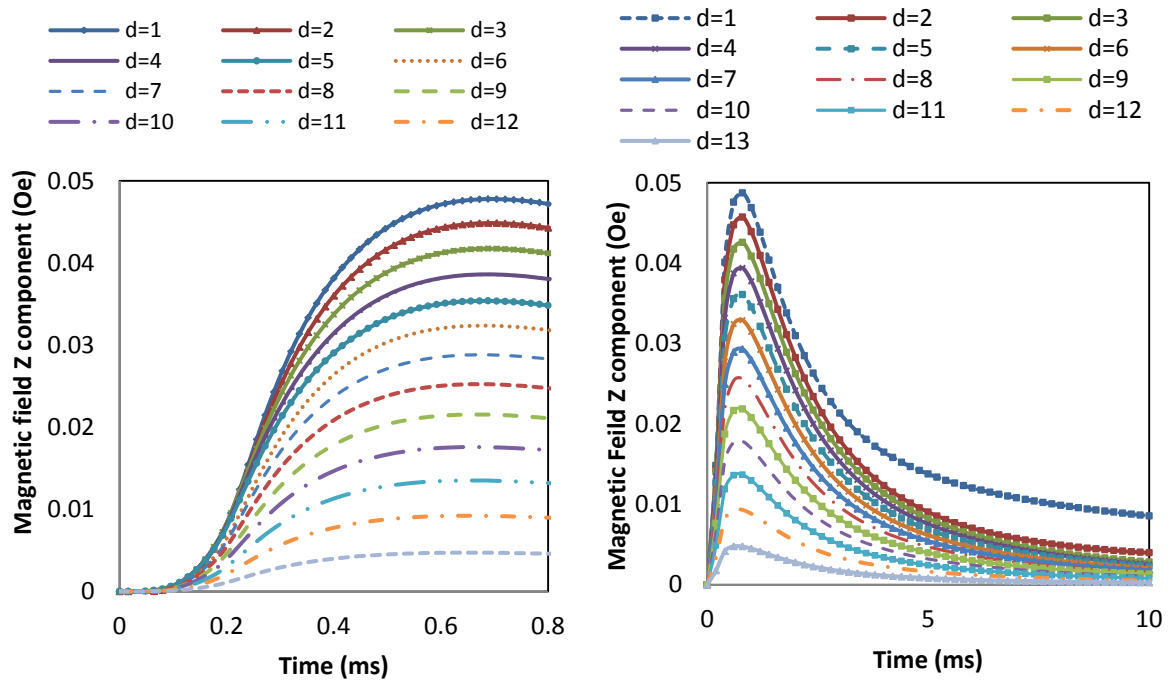 d=1 d=2 d=3
d=4 d=5 d=6
d=7 d=8 d=9
d=10 d=11 d=12
0.05
0.04
0.03
0.02
0.01
0
Magnetic field Z component (Oe)
0 0.2 0.4 0.6 0.8
Time (ms)
d=1 d=2 d=3
d=4 d=5 d=6
d=7 d=8 d=9
d=10 d=11 d=12
d=13
0.05
0.04
0.03
0.02
0.01
0
Magnetic Feild Z component (Oe)
0 5 10
Time (ms)